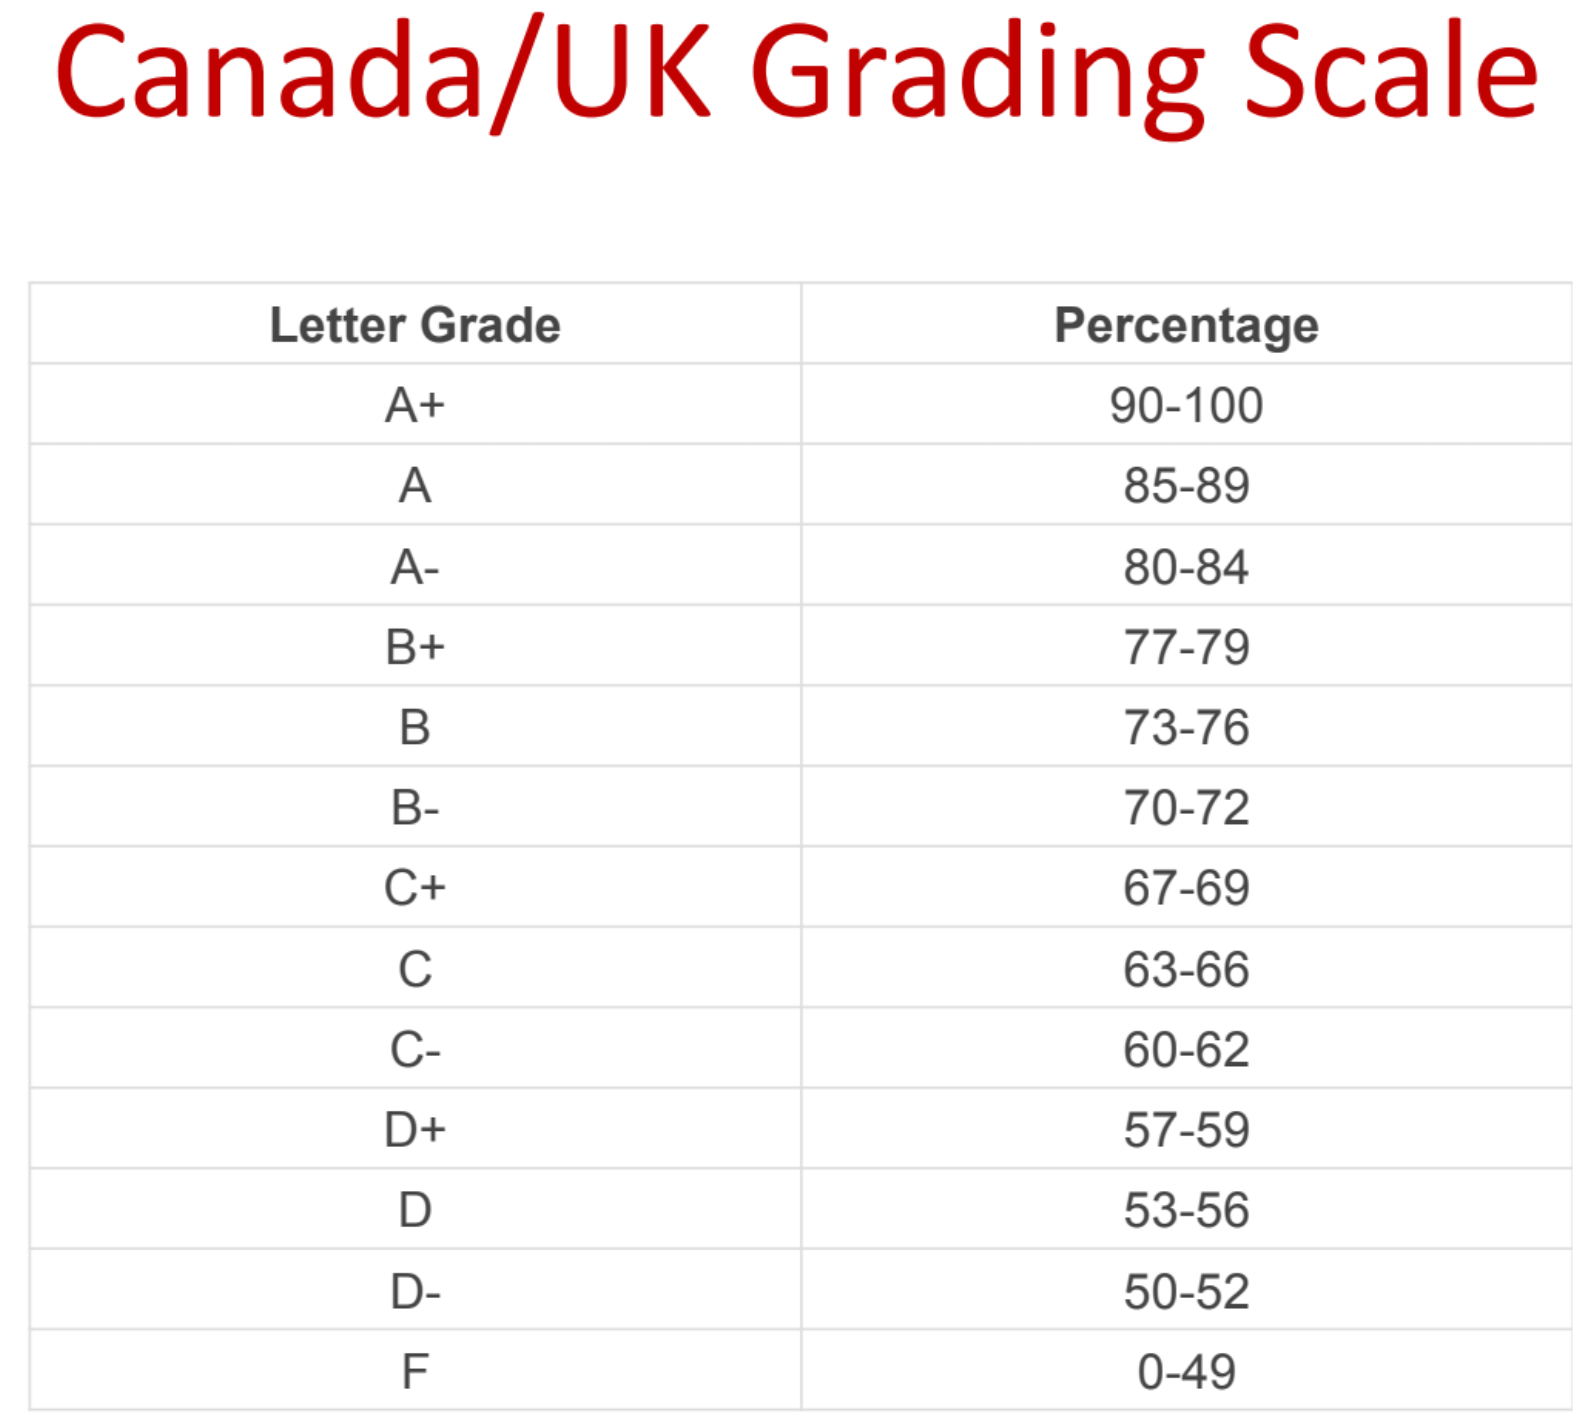 Canada/UK Grading Scale
Letter Grade Percentage
A+ 90-100
A 85-89
A- 80-84
B+ 77-79
B 73-76
B- 70-72
C+ 67-69
C 63-66
C- 60-62
D+ 57-59
D 53-56
D- 50-52
F 0-49